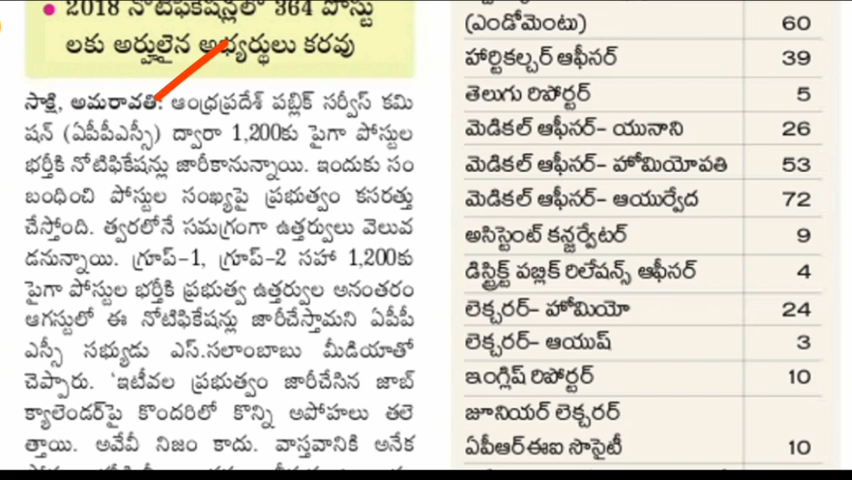 • 2018 నోటిఫికేషన్లలో 364 పోస్టు
లకు అర్హులైన అభ్యర్థులు కరవు
సాక్షి, అమరావతి: ఆంధ్రప్రదేశ్ పబ్లిక్ సర్వీస్ కమి
షన్ (ఏపీపీఎస్సీ) ద్వారా 1,200కు పైగా పోస్టుల
భర్తీకి నోటిఫికేషన్లు జారీకానున్నాయి. ఇందుకు సం
బంధించి పోస్టుల సంఖ్యపై ప్రభుత్వం కసరత్తు
చేస్తోంది. త్వరలోనే సమగ్రంగా ఉత్తర్వులు వెలువ
డనున్నాయి. గ్రూప్-1, గ్రూప్-2 సహా 1,200కు
పైగా పోస్టుల భర్తీకి ప్రభుత్వ ఉత్తర్వుల అనంతరం
ఆగస్టులో ఈ నోటిఫికేషన్లు జారీచేస్తామని ఏపీపీ
ఎస్సీ సభ్యుడు ఎస్.సలాంబాబు మీడియాతో
చెప్పారు. 'ఇటీవల ప్రభుత్వం జారీచేసిన జాబ్
క్యాలెండర్‌పై కొందరిలో కొన్ని అపోహలు తలె
త్తాయి. అవేవీ నిజం కాదు. వాస్తవానికి అనేక
(ఎండోమెంటు) 60
హార్టికల్చర్ ఆఫీసర్ 39
తెలుగు రిపోర్టర్ 5
మెడికల్ ఆఫీసర్- యునాని 26
మెడికల్ ఆఫీసర్- హోమియోపతి 53
మెడికల్ ఆఫీసర్- ఆయుర్వేద 72
అసిస్టెంట్ కన్జర్వేటర్ 9
డిస్ట్రిక్ట్ పబ్లిక్ రిలేషన్స్ ఆఫీసర్ 4
లెక్చరర్- హోమియో 24
లెక్చరర్- ఆయుష్ 3
ఇంగ్లిష్ రిపోర్టర్ 10
జూనియర్ లెక్చరర్
ఏపీఆర్ఈఐ సొసైటీ 10